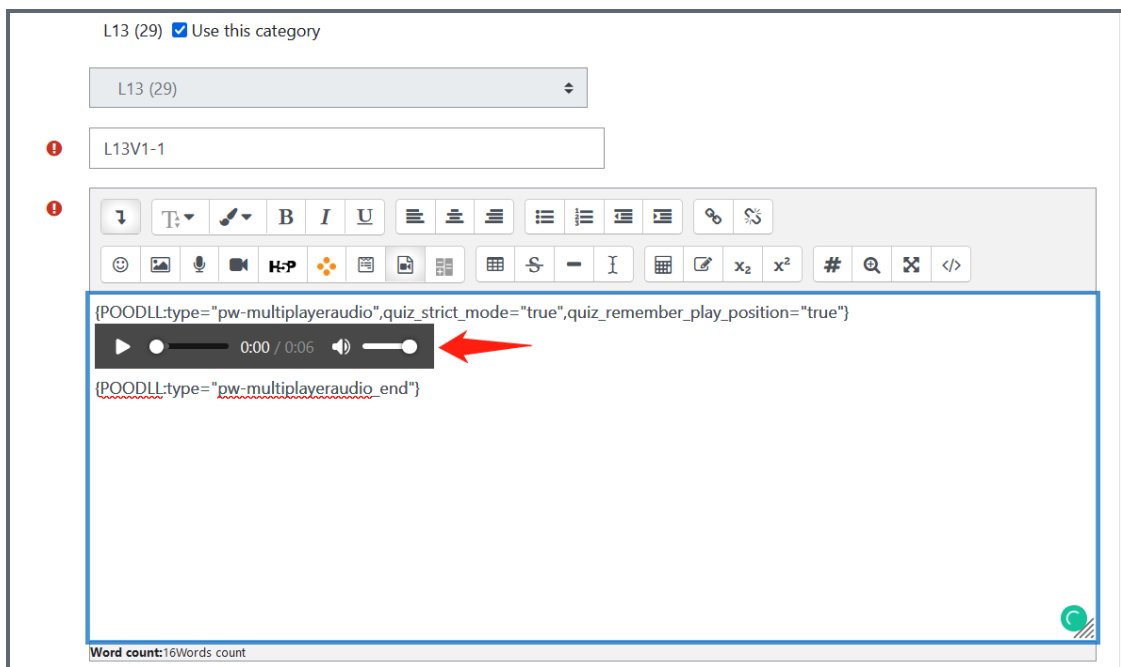 L13 (29) Use this category
L13 (29)
L13V1-1
T B I U
H5P x₂ x² # </>
{POODLL:type="pw-multiplayeraudio",quiz_strict_mode="true",quiz_remember_play_position="true"}
0:00 / 0:06
{POODLL:type="pw-multiplayeraudio_end"}
Word count:16Words count